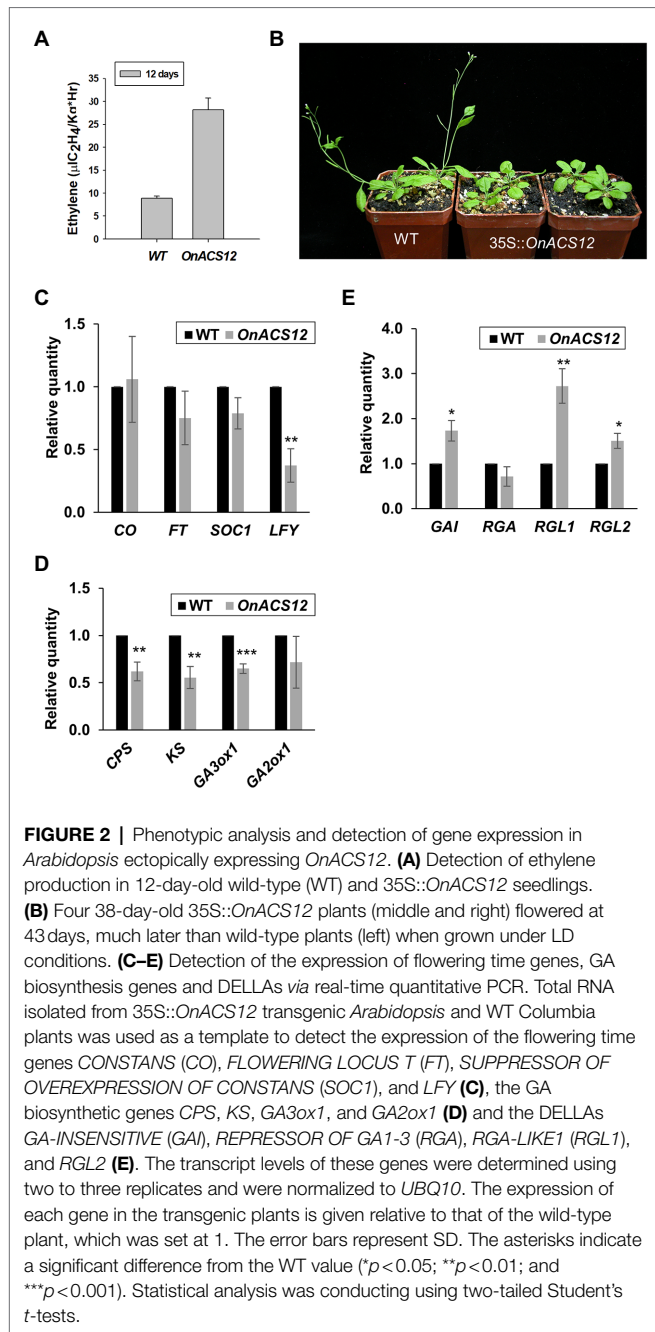 A
Ethylene (µlC2H4/Kg*Hr)
35
30
25
20
15
10
5
0
12 days
WT
OnACS12
B
WT
35S::OnACS12
C
Relative quantity
1.5
1.0
0.5
0.0
WT OnACS12
**
CO FT SOC1 LFY
E
Relative quantity
4.0
3.0
2.0
1.0
0.0
WT OnACS12
*
**
*
GAI RGA RGL1 RGL2
D
Relative quantity
1.5
1.0
0.5
0.0
WT OnACS12
**
**
***
CPS
KS
GA3ox1
GA2ox1
FIGURE 2 | Phenotypic analysis and detection of gene expression in
Arabidopsis ectopically expressing OnACS12. (A) Detection of ethylene
production in 12-day-old wild-type (WT) and 35S::OnACS12 seedlings.
(B) Four 38-day-old 35S::OnACS12 plants (middle and right) flowered at
43 days, much later than wild-type plants (left) when grown under LD
conditions. (C–E) Detection of the expression of flowering time genes, GA
biosynthesis genes and DELLAs via real-time quantitative PCR. Total RNA
isolated from 35S::OnACS12 transgenic Arabidopsis and WT Columbia
plants was used as a template to detect the expression of the flowering time
genes CONSTANS (CO), FLOWERING LOCUS T (FT), SUPPRESSOR OF
OVEREXPRESSION OF CONSTANS (SOC1), and LFY (C), the GA
biosynthetic genes CPS, KS, GA3ox1, and GA2ox1 (D) and the DELLAs
GA-INSENSITIVE (GAI), REPRESSOR OF GA1-3 (RGA), RGA-LIKE1 (RGL1),
and RGL2 (E). The transcript levels of these genes were determined using
two to three replicates and were normalized to UBQ10. The expression of
each gene in the transgenic plants is given relative to that of the wild-type
plant, which was set at 1. The error bars represent SD. The asterisks indicate
a significant difference from the WT value (*p<0.05; **p<0.01; and
***p<0.001). Statistical analysis was conducting using two-tailed Student's
t-tests.